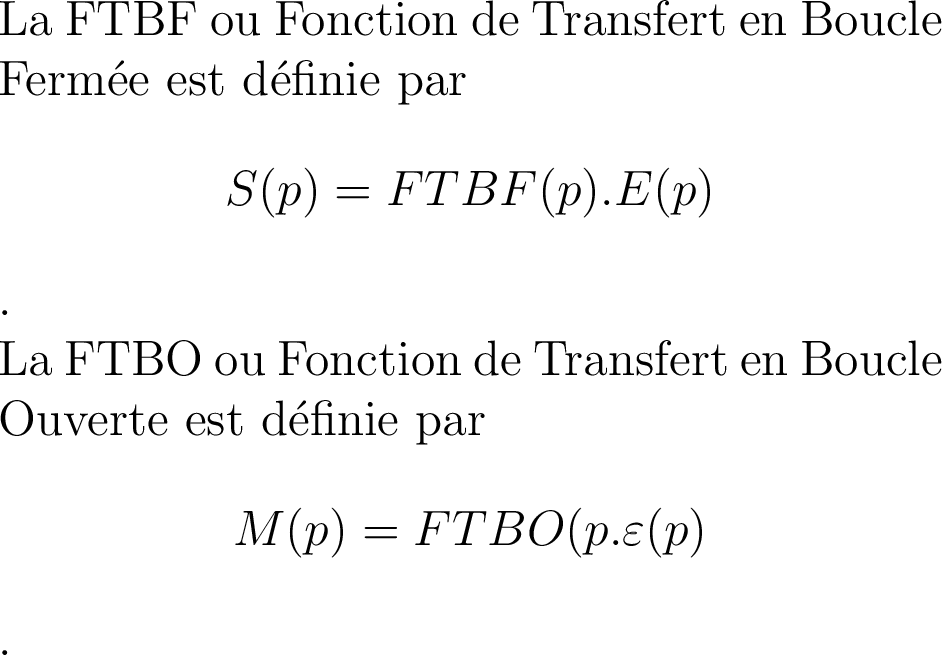 La FTBF ou Fonction de Transfert en Boucle
Fermée est définie par
S(p) = FTBF(p).E(p)
.
La FTBO ou Fonction de Transfert en Boucle
Ouverte est définie par
M(p) = FTBO(p.ε(p)
.